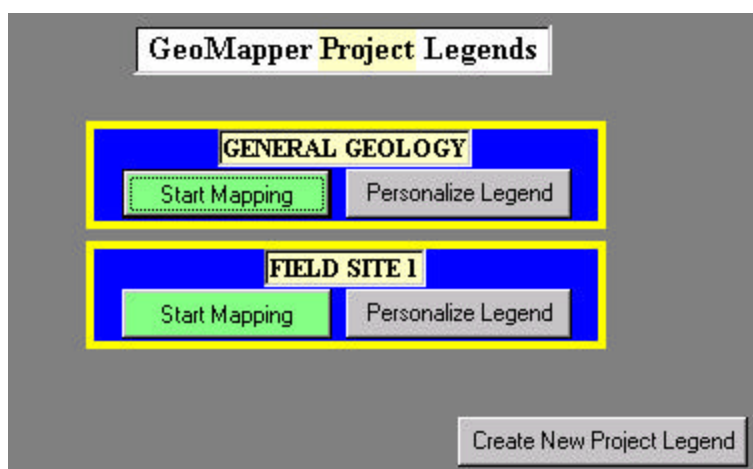 GeoMapper Project Legends
GENERAL GEOLOGY
Start Mapping Personalize Legend
FIELD SITE 1
Start Mapping Personalize Legend
Create New Project Legend